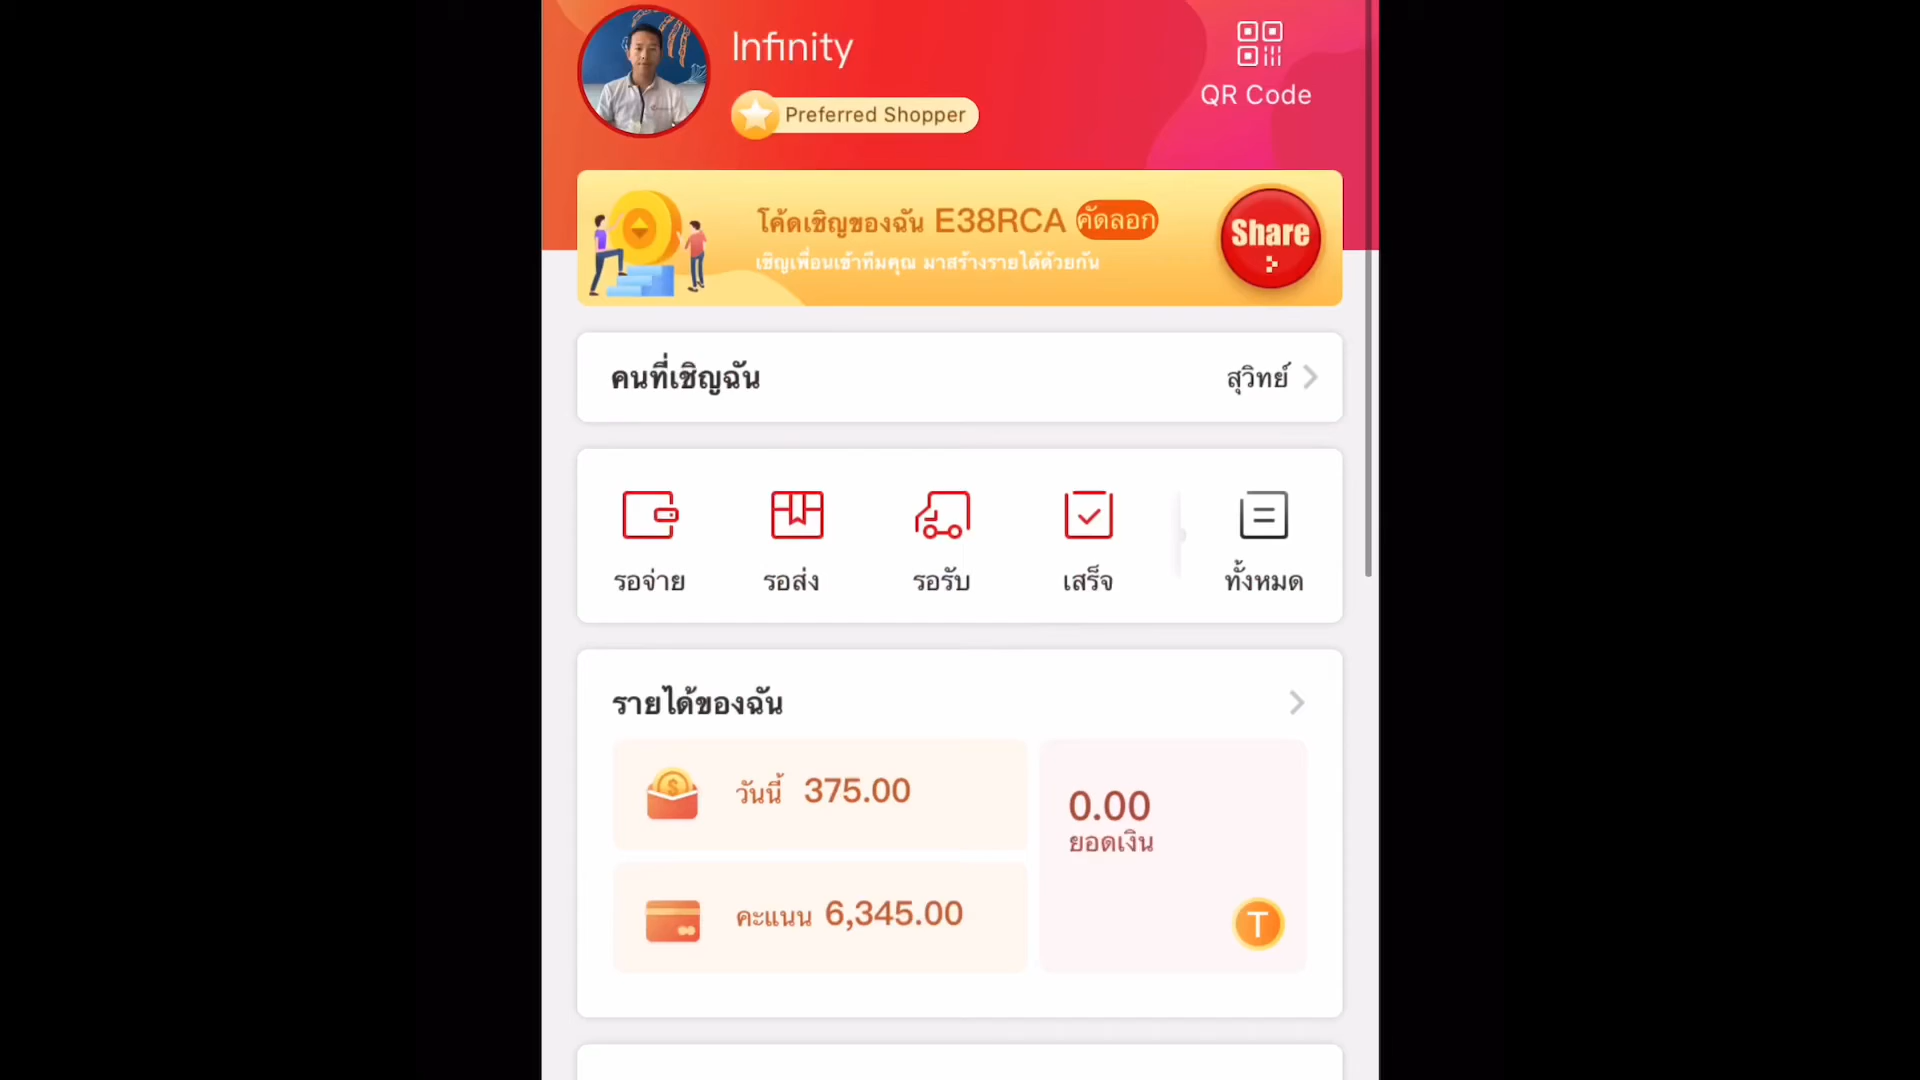 Infinity
QR Code
Preferred Shopper
โค้ดเชิญของฉัน E38RCA คัดลอก
เชิญเพื่อนเข้าทีมคุณ มาสร้างรายได้ด้วยกัน
Share
คนที่เชิญฉัน
สุวิทย์
รอจ่าย
รอส่ง
รอรับ
เสร็จ
ทั้งหมด
รายได้ของฉัน
วันนี้ 375.00
0.00
ยอดเงิน
คะแนน 6,345.00
T